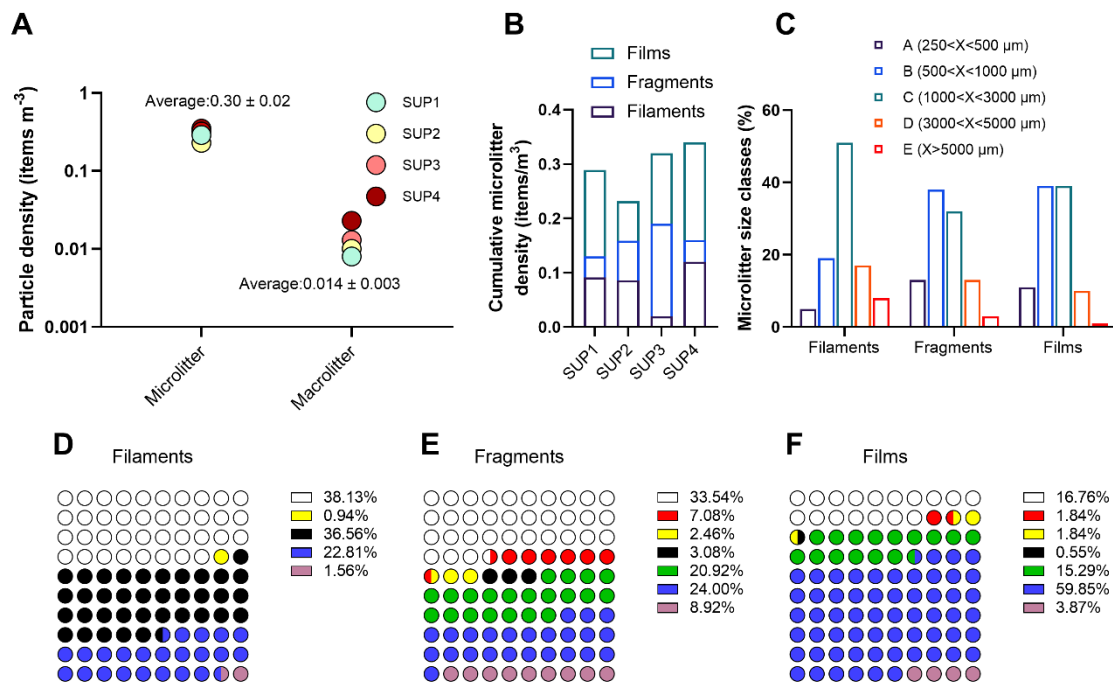 A
Particle density (items m⁻³)
1
0.1
0.01
0.001
Average:0.30 ± 0.02
Average:0.014 ± 0.003
SUP1
SUP2
SUP3
SUP4
Microlitter
Macrolitter
B
Films
Fragments
Filaments
Cumulative microlitter
density (items/m³)
0.4
0.3
0.2
0.1
0.0
SUP1
SUP2
SUP3
SUP4
C
A (250<X<500 µm)
B (500<X<1000 µm)
C (1000<X<3000 µm)
D (3000<X<5000 µm)
E (X>5000 µm)
Microlitter size classes (%)
60
40
20
0
Filaments
Fragments
Films
D
Filaments
38.13%
0.94%
36.56%
22.81%
1.56%
E
Fragments
33.54%
7.08%
2.46%
3.08%
20.92%
24.00%
8.92%
F
Films
16.76%
1.84%
1.84%
0.55%
15.29%
59.85%
3.87%